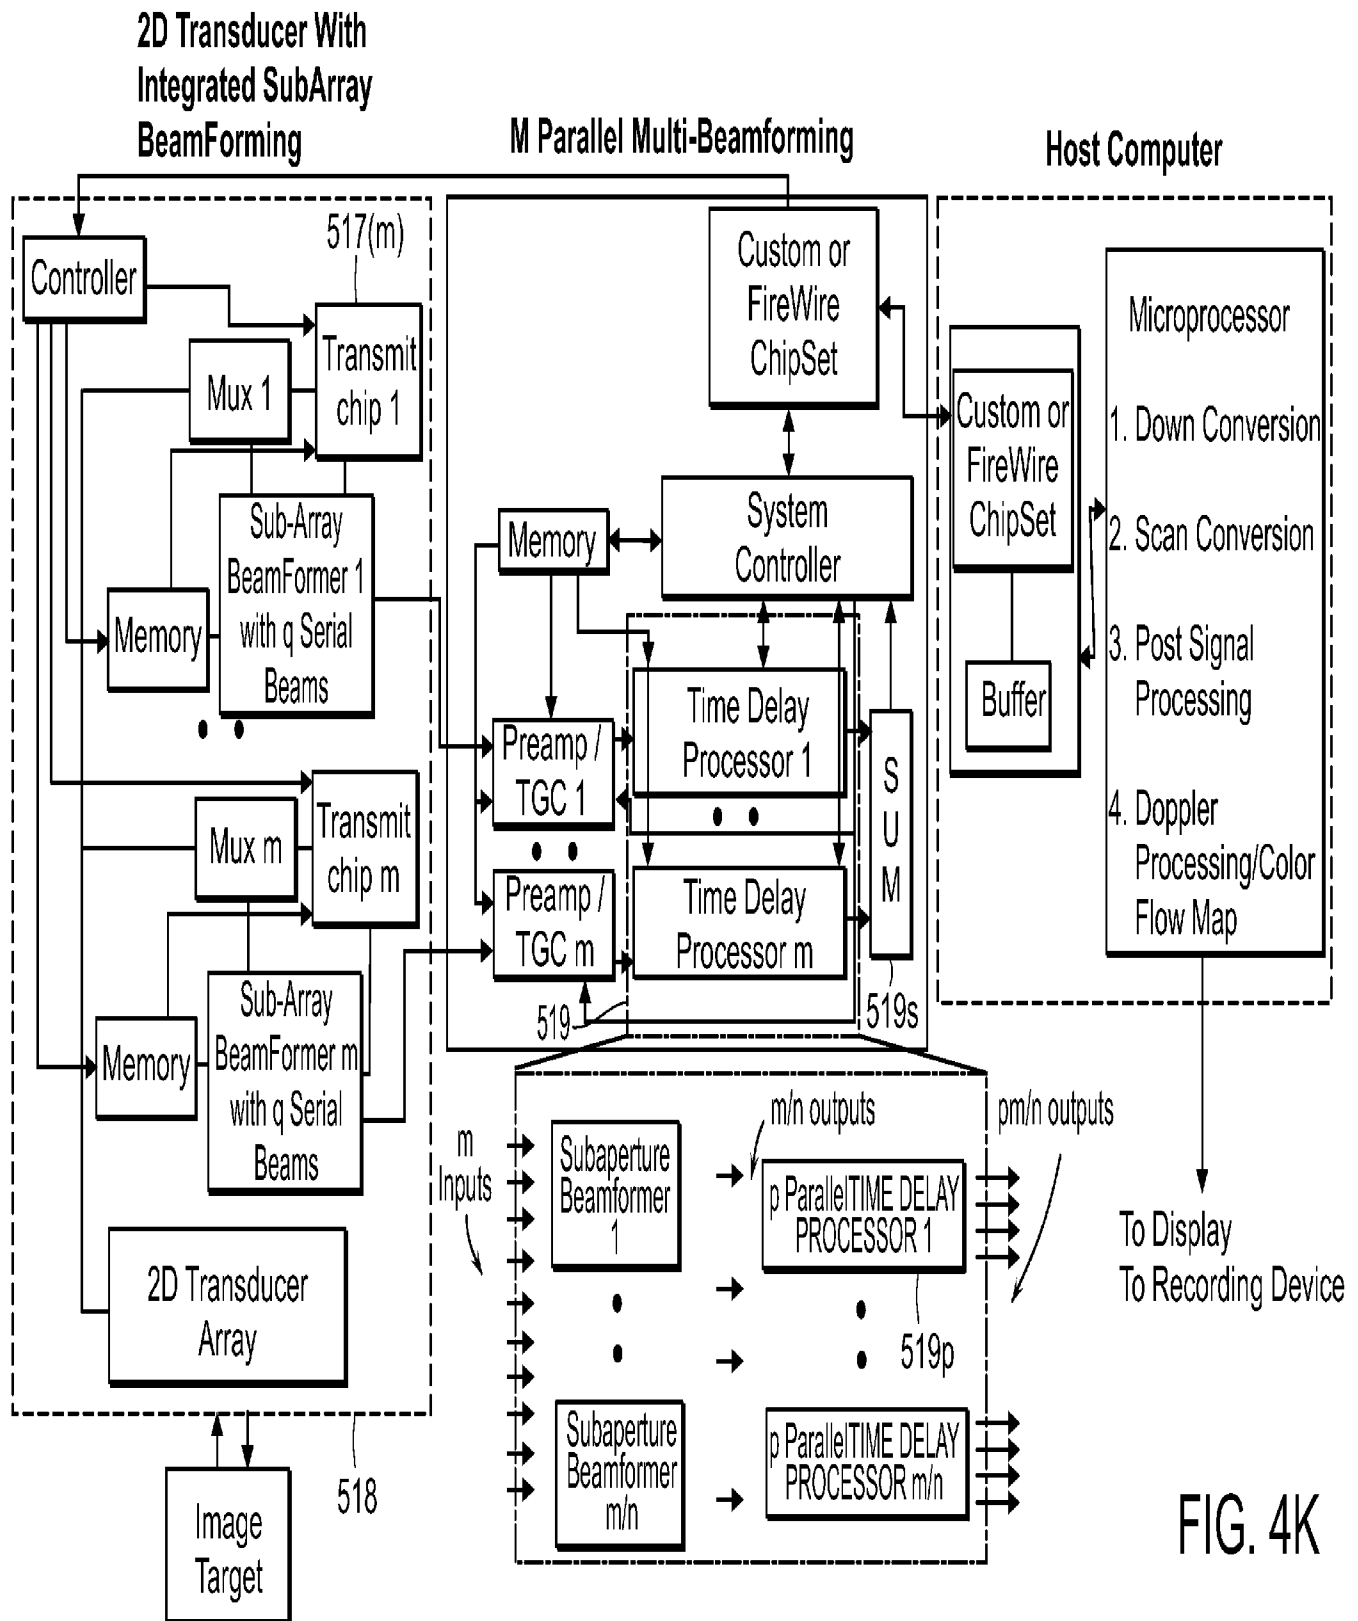 2D Transducer With
Integrated SubArray
BeamForming
M Parallel Multi-Beamforming
Host Computer
517(m)
Controller
Mux 1
Transmit
chip 1
Sub-Array
BeamFormer 1
with q Serial
Beams
Memory
Mux m
Transmit
chip m
Sub-Array
BeamFormer m
with q Serial
Beams
Memory
2D Transducer
Array
518
Image
Target
Custom or
FireWire
ChipSet
System
Controller
Memory
Preamp /
TGC 1
Time Delay
Processor 1
Preamp /
TGC m
Time Delay
Processor m
S
U
M
519
519s
m
Inputs
Subaperture
Beamformer
1
m/n outputs
p ParallelTIME DELAY
PROCESSOR 1
pm/n outputs
519p
Subaperture
Beamformer
m/n
p ParallelTIME DELAY
PROCESSOR m/n
Custom or
FireWire
ChipSet
Buffer
Microprocessor
1. Down Conversion
2. Scan Conversion
3. Post Signal
Processing
4. Doppler
Processing/Color
Flow Map
To Display
To Recording Device
FIG. 4K